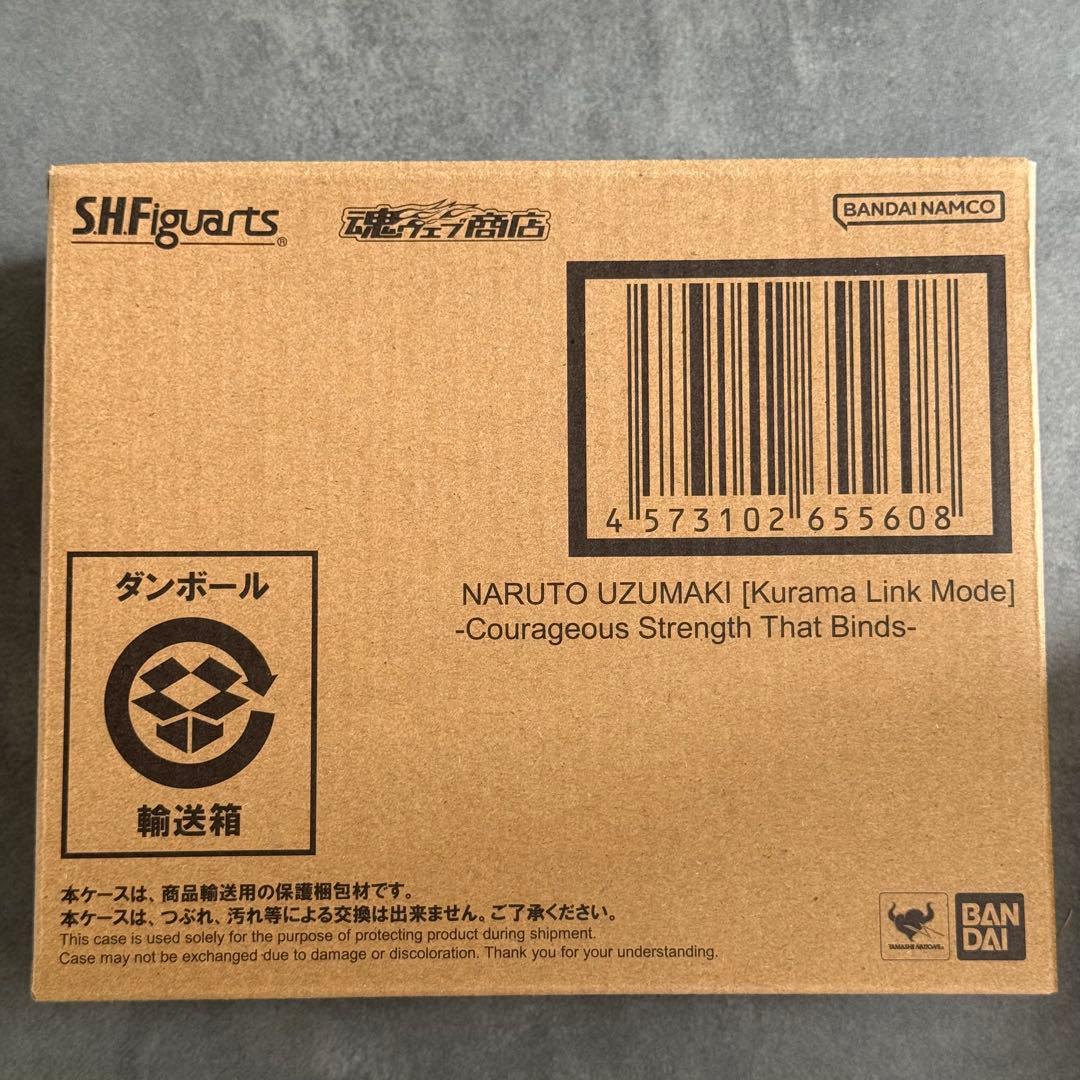 S.H.Figuarts®
魂ウェブ商店
BANDAI NAMCO
4 573102 655608
NARUTO UZUMAKI [Kurama Link Mode]
-Courageous Strength That Binds-
ダンボール
輸送箱
本ケースは、商品輸送用の保護梱包材です。
本ケースは、つぶれ、汚れ等による交換は出来ません。ご了承ください。
This case is used solely for the purpose of protecting product during shipment.
Case may not be exchanged due to damage or discoloration. Thank you for your understanding.
TAMASHII NATIONS
BAN
DAI